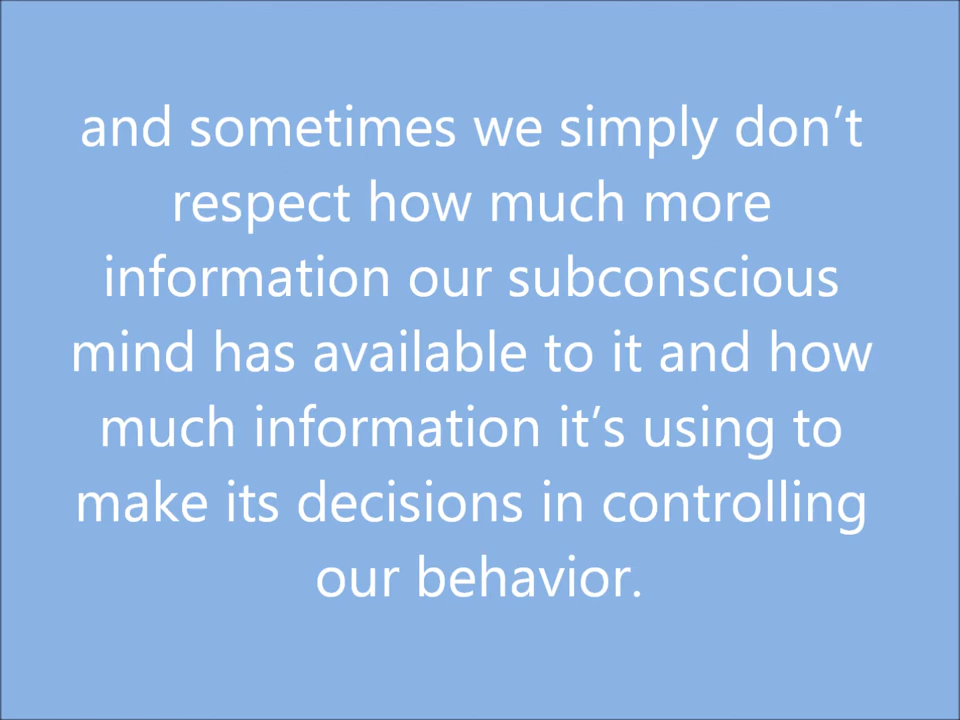 and sometimes we simply don’t
respect how much more
information our subconscious
mind has available to it and how
much information it’s using to
make its decisions in controlling
our behavior.